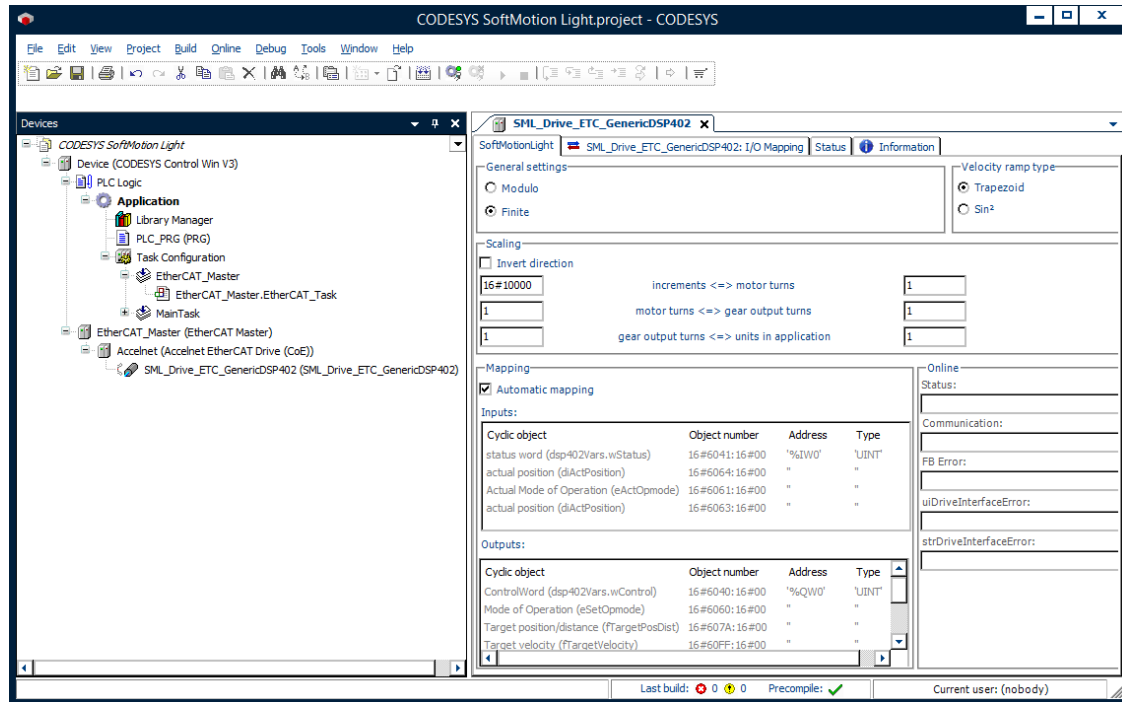 CODESYS SoftMotion Light.project - CODESYS
File Edit View Project Build Online Debug Tools Window Help
Devices
CODESYS SoftMotion Light
Device (CODESYS Control Win V3)
PLC Logic
Application
Library Manager
PLC_PRG (PRG)
Task Configuration
EtherCAT_Master
EtherCAT_Master.EtherCAT_Task
MainTask
EtherCAT_Master (EtherCAT Master)
Accelnet (Accelnet EtherCAT Drive (CoE))
SML_Drive_ETC_GenericDSP402 (SML_Drive_ETC_GenericDSP402)
SML_Drive_ETC_GenericDSP402
SoftMotionLight SML_Drive_ETC_GenericDSP402: I/O Mapping Status Information
General settings
Modulo
Finite
Velocity ramp type
Trapezoid
Sin²
Scaling
Invert direction
16#10000 increments <=> motor turns 1
1 motor turns <=> gear output turns 1
1 gear output turns <=> units in application 1
Mapping
Automatic mapping
Inputs:
Cyclic object Object number Address Type
status word (dsp402Vars.wStatus) 16#6041:16#00 '%IW0' 'UINT'
actual position (diActPosition) 16#6064:16#00 '' ''
Actual Mode of Operation (eActOpmode) 16#6061:16#00 '' ''
actual position (diActPosition) 16#6063:16#00 '' ''
Outputs:
Cyclic object Object number Address Type
ControlWord (dsp402Vars.wControl) 16#6040:16#00 '%QW0' 'UINT'
Mode of Operation (eSetOpmode) 16#6060:16#00 '' ''
Target position/distance (fTargetPosDist) 16#607A:16#00 '' ''
Target velocity (fTargetVelocity) 16#60FF:16#00 '' ''
Online
Status:
Communication:
FB Error:
uiDriveInterfaceError:
strDriveInterfaceError:
Last build: 0 0 Precompile: Current user: (nobody)